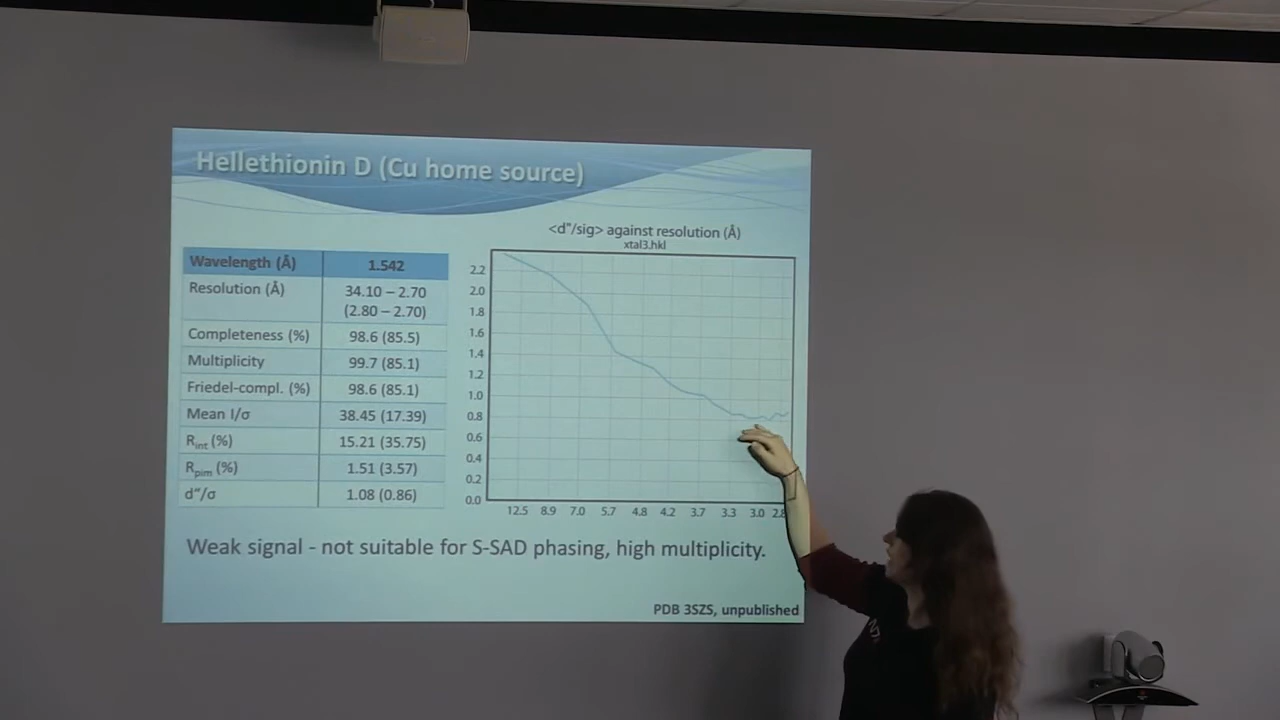 Hellethionin D (Cu home source)
<d"/sig> against resolution (Å)
xtal3.hkl
Wavelength (Å) 1.542
Resolution (Å) 34.10 – 2.70
(2.80 – 2.70)
Completeness (%) 98.6 (85.5)
Multiplicity 99.7 (85.1)
Friedel-compl. (%) 98.6 (85.1)
Mean I/σ 38.45 (17.39)
Rint (%) 15.21 (35.75)
Rpim (%) 1.51 (3.57)
d"/σ 1.08 (0.86)
2.2
2.0
1.8
1.6
1.4
1.2
1.0
0.8
0.6
0.4
0.2
0.0
12.5 8.9 7.0 5.7 4.8 4.2 3.7 3.3 3.0 2.8
Weak signal - not suitable for S-SAD phasing, high multiplicity.
PDB 3SZS, unpublished